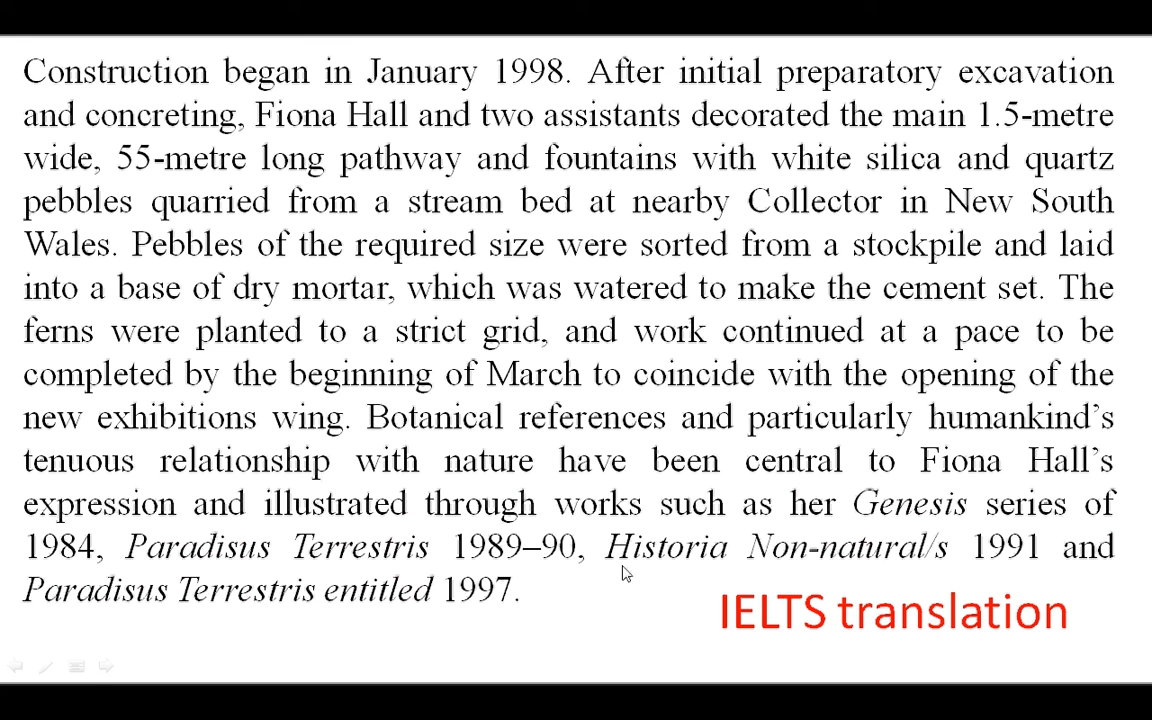 Construction began in January 1998. After initial preparatory excavation
and concreting, Fiona Hall and two assistants decorated the main 1.5-metre
wide, 55-metre long pathway and fountains with white silica and quartz
pebbles quarried from a stream bed at nearby Collector in New South
Wales. Pebbles of the required size were sorted from a stockpile and laid
into a base of dry mortar, which was watered to make the cement set. The
ferns were planted to a strict grid, and work continued at a pace to be
completed by the beginning of March to coincide with the opening of the
new exhibitions wing. Botanical references and particularly humankind’s
tenuous relationship with nature have been central to Fiona Hall’s
expression and illustrated through works such as her Genesis series of
1984, Paradisus Terrestris 1989–90, Historia Non-natural/s 1991 and
Paradisus Terrestris entitled 1997.
IELTS translation